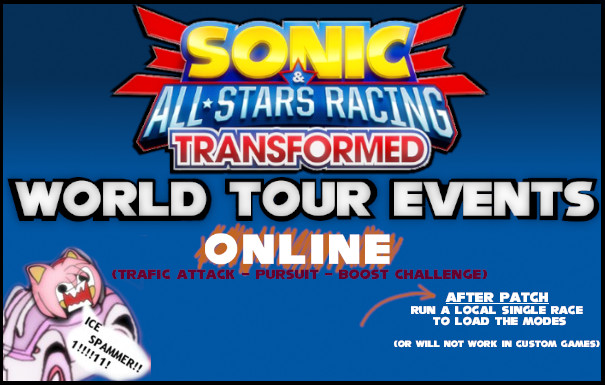 SONIC
&
ALL★STARS RACING
TRANSFORMED
WORLD TOUR EVENTS
ONLINE
(TRAFIC ATTACK - PURSUIT - BOOST CHALLENGE)
AFTER PATCH
RUN A LOCAL SINGLE RACE
TO LOAD THE MODES
(OR WILL NOT WORK IN CUSTOM GAMES)
ICE
SPAMMER!!
1!!!!11!